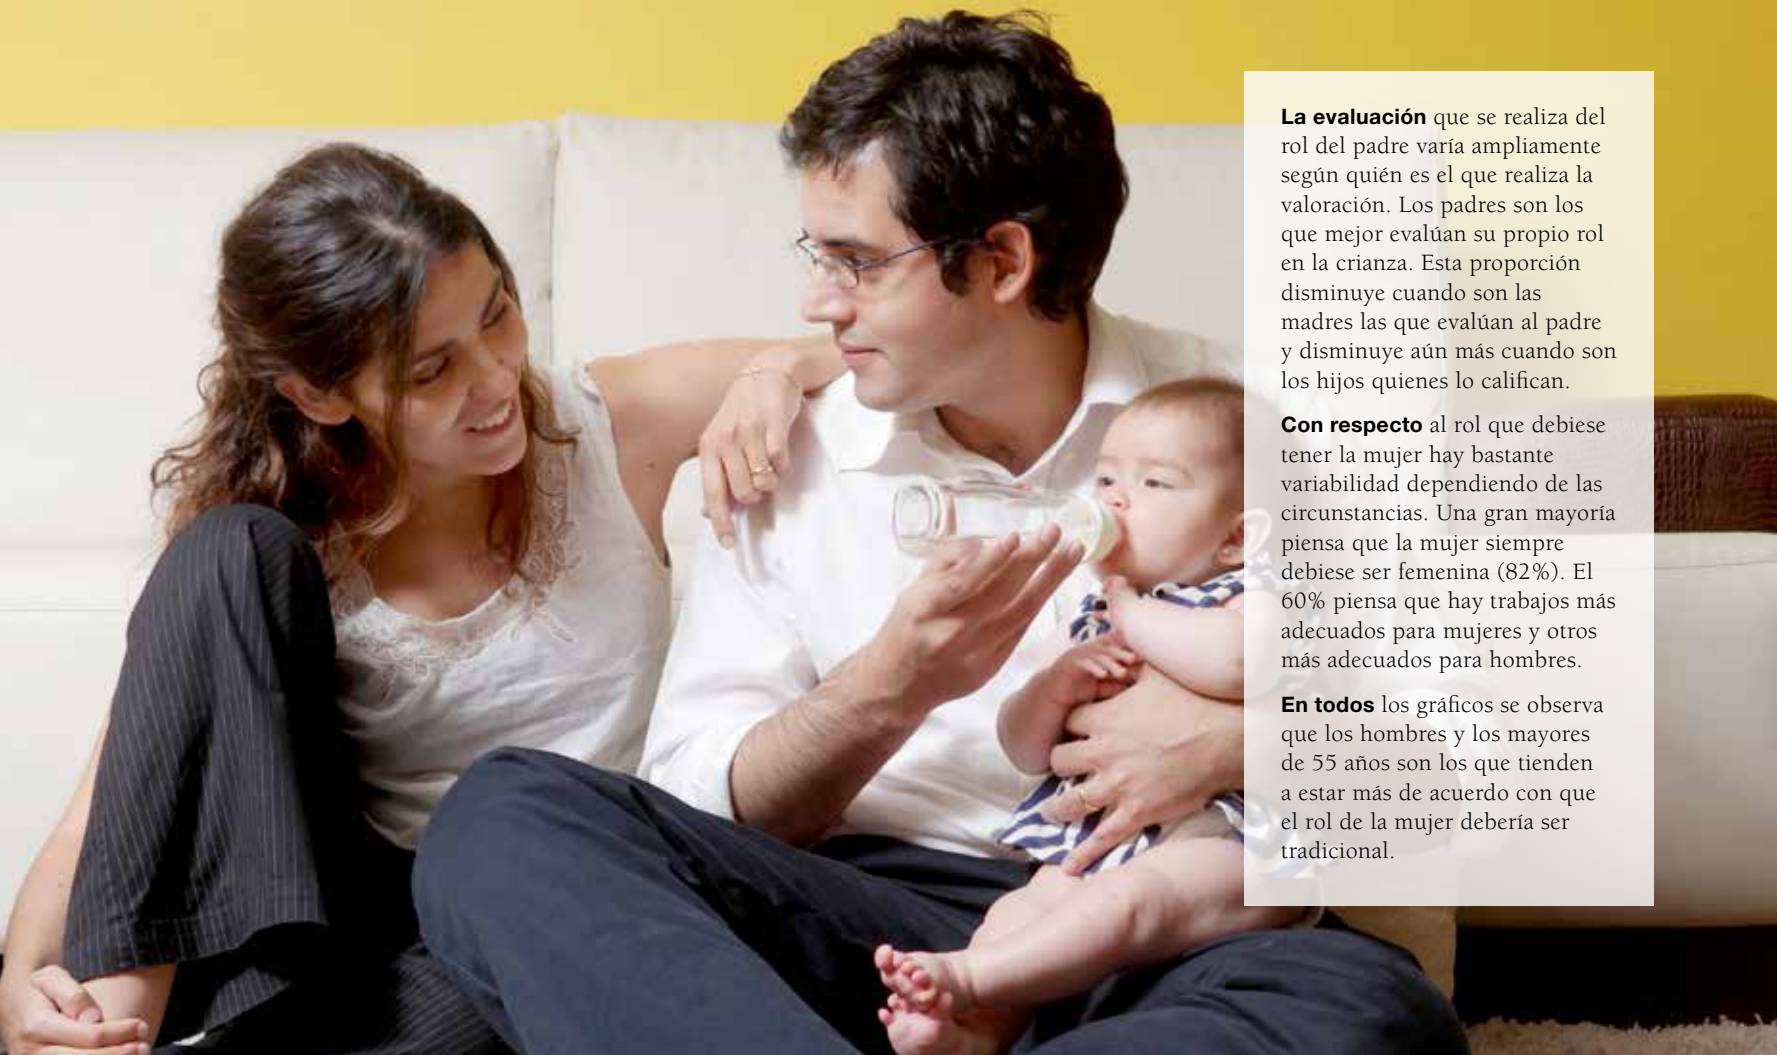 La evaluación que se realiza del
rol del padre varía ampliamente
según quién es el que realiza la
valoración. Los padres son los
que mejor evalúan su propio rol
en la crianza. Esta proporción
disminuye cuando son las
madres las que evalúan al padre
y disminuye aún más cuando son
los hijos quienes lo califican.
Con respecto al rol que debiese
tener la mujer hay bastante
variabilidad dependiendo de las
circunstancias. Una gran mayoría
piensa que la mujer siempre
debiese ser femenina (82%). El
60% piensa que hay trabajos más
adecuados para mujeres y otros
más adecuados para hombres.
En todos los gráficos se observa
que los hombres y los mayores
de 55 años son los que tienden
a estar más de acuerdo con que
el rol de la mujer debería ser
tradicional.